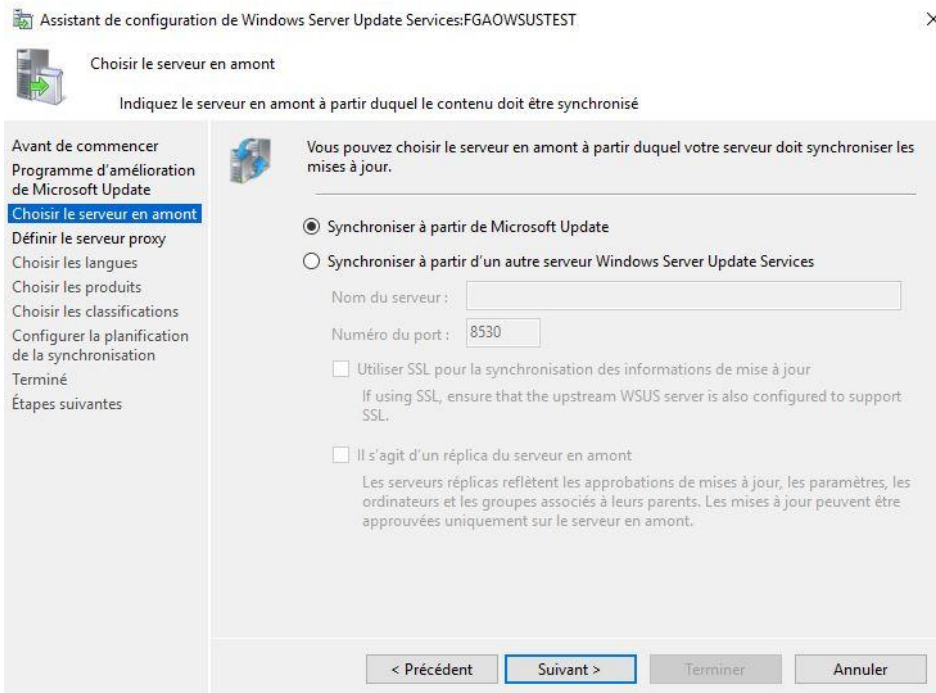 Assistant de configuration de Windows Server Update Services:FGAOWSUSTEST
Choisir le serveur en amont
Indiquez le serveur en amont à partir duquel le contenu doit être synchronisé
Avant de commencer
Programme d'amélioration
de Microsoft Update
Choisir le serveur en amont
Définir le serveur proxy
Choisir les langues
Choisir les produits
Choisir les classifications
Configurer la planification
de la synchronisation
Terminé
Étapes suivantes
Vous pouvez choisir le serveur en amont à partir duquel votre serveur doit synchroniser les
mises à jour.
Synchroniser à partir de Microsoft Update
Synchroniser à partir d'un autre serveur Windows Server Update Services
Nom du serveur :
Numéro du port : 8530
Utiliser SSL pour la synchronisation des informations de mise à jour
If using SSL, ensure that the upstream WSUS server is also configured to support
SSL.
Il s'agit d'un réplica du serveur en amont
Les serveurs réplicas reflètent les approbations de mises à jour, les paramètres, les
ordinateurs et les groupes associés à leurs parents. Les mises à jour peuvent être
approuvées uniquement sur le serveur en amont.
< Précédent
Suivant >
Terminer
Annuler